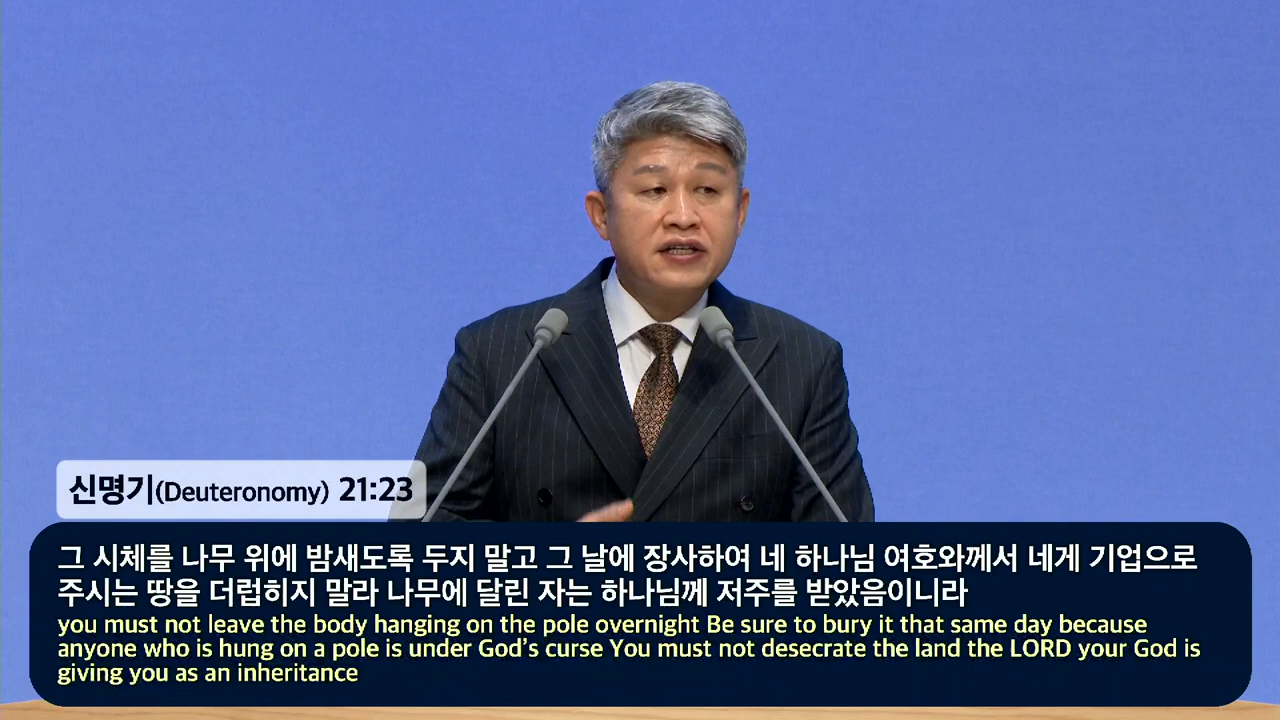 신명기(Deuteronomy) 21:23
그 시체를 나무 위에 밤새도록 두지 말고 그 날에 장사하여 네 하나님 여호와께서 네게 기업으로
주시는 땅을 더럽히지 말라 나무에 달린 자는 하나님께 저주를 받았음이니라
you must not leave the body hanging on the pole overnight Be sure to bury it that same day because
anyone who is hung on a pole is under God’s curse You must not desecrate the land the LORD your God is
giving you as an inheritance